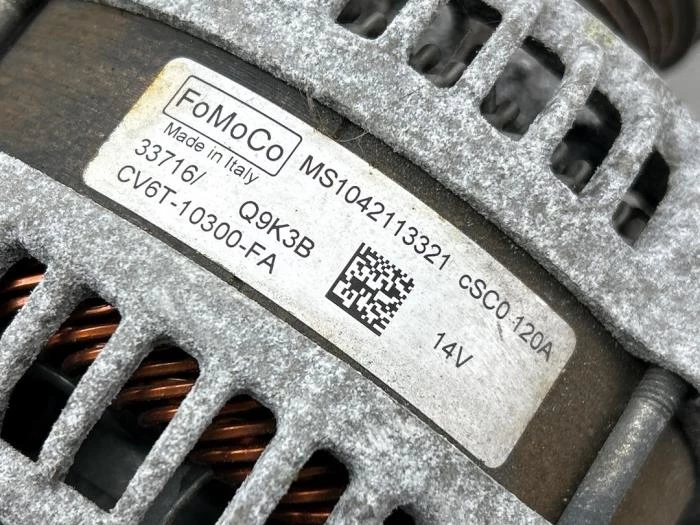 FoMoCo
Made in Italy
MS1042113321 cSC0 120A
33716/ Q9K3B
CV6T-10300-FA
14V